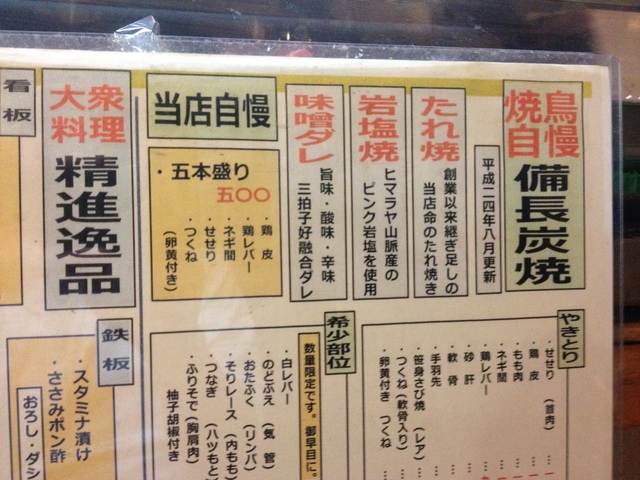 焼鳥自慢
備長炭焼
平成二四年八月更新
たれ焼
創業以来継ぎ足しの
当店命のたれ焼き
岩塩焼
ヒマラヤ山脈産の
ピンク岩塩を使用
味噌ダレ
旨味・酸味・辛味
三拍子好融合ダレ
当店自慢
・五本盛り
五〇〇
・鶏皮
・鶏レバー
・ネギ間
・せせり
・つくね
(卵黄付き)
大衆料理
精進逸品
看板
やきとり
・せせり(首肉)
・鶏皮
・もも肉
・ネギ間
・鶏レバー
・砂肝
・軟骨
・手羽先
・笹身さび焼(レア)
・つくね(軟骨入り)
・卵黄付きつくね
希少部位
数量限定です。御早目に。
・白レバー
・のどぶえ(気管)
・おたふく(リンパ)
・そりレース(内もも)
・つなぎ(ハツもと)
・ふりそで(胸肩肉)
柚子胡椒付き
鉄板
・スタミナ漬け
・ささみポン酢
おろし・ダシ